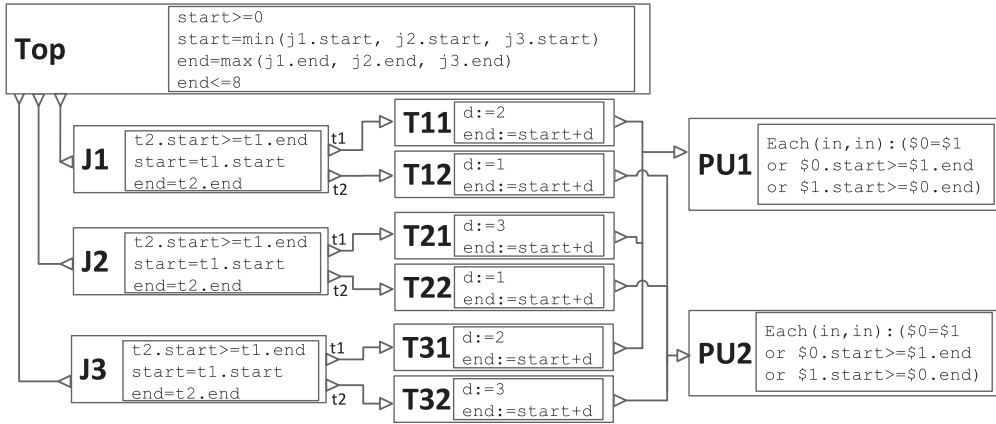 Top
start>=0
start=min(j1.start, j2.start, j3.start)
end=max(j1.end, j2.end, j3.end)
end<=8
J1
t2.start>=t1.end
start=t1.start
end=t2.end
t1
t2
T11
d:=2
end:=start+d
T12
d:=1
end:=start+d
J2
t2.start>=t1.end
start=t1.start
end=t2.end
t1
t2
T21
d:=3
end:=start+d
T22
d:=1
end:=start+d
J3
t2.start>=t1.end
start=t1.start
end=t2.end
t1
t2
T31
d:=2
end:=start+d
T32
d:=3
end:=start+d
PU1
Each(in,in):($0=$1
or $0.start>=$1.end
or $1.start>=$0.end)
PU2
Each(in,in):($0=$1
or $0.start>=$1.end
or $1.start>=$0.end)